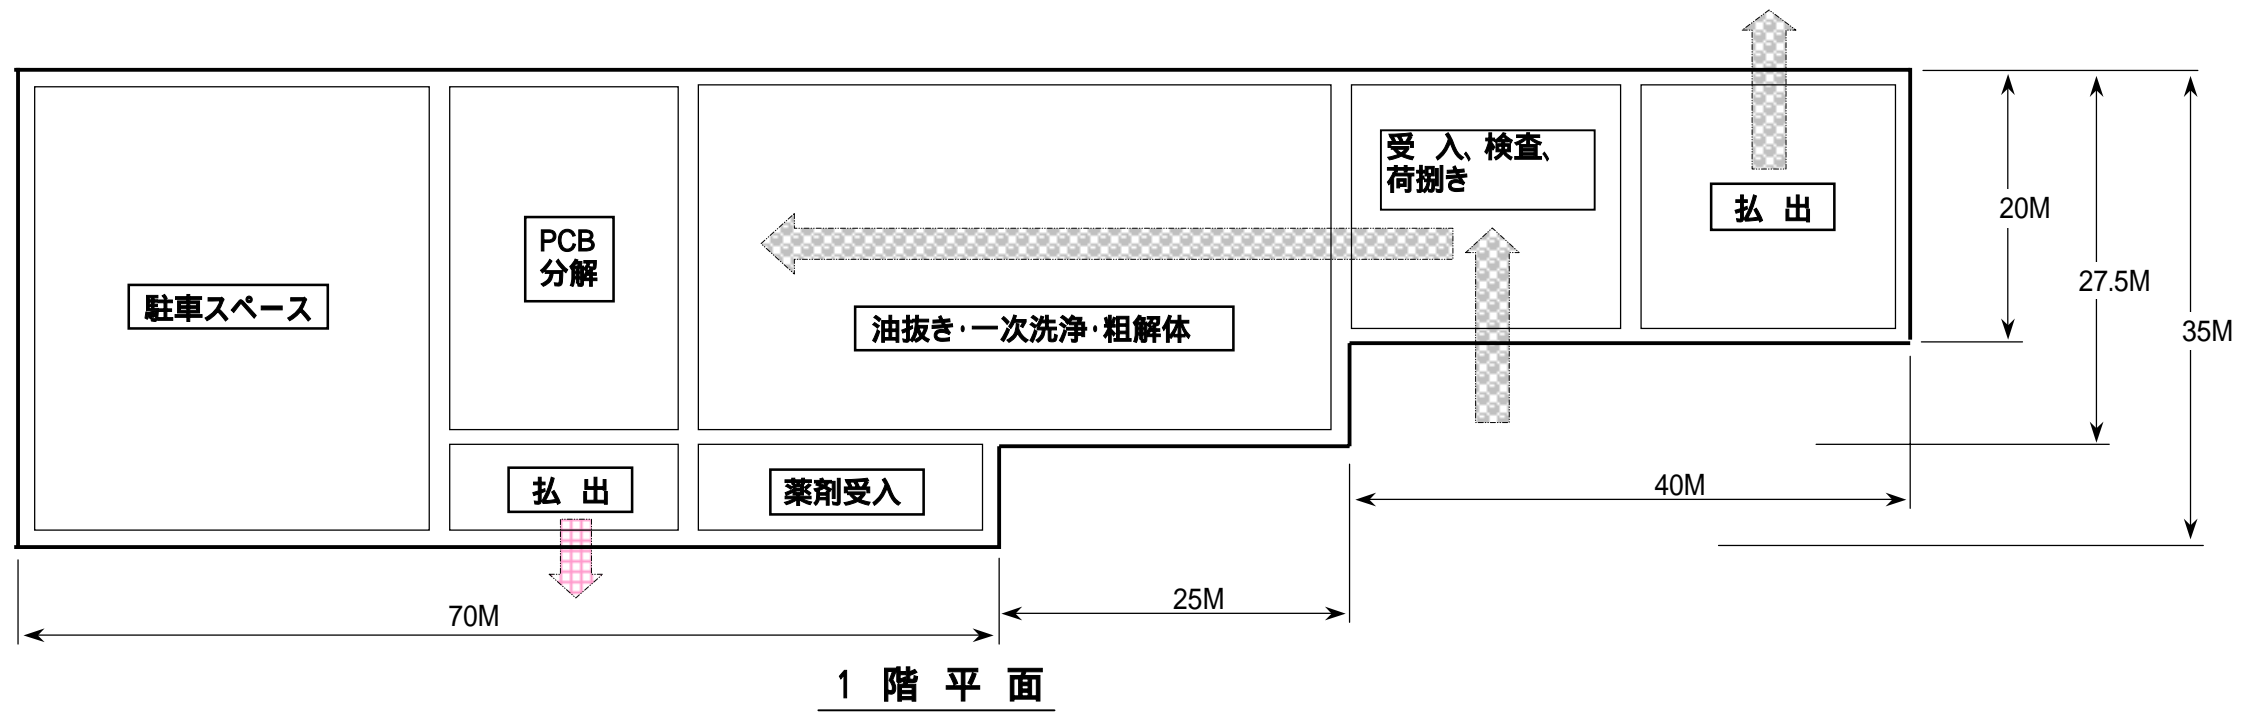 受 入、検査、
荷捌き
払 出
20M
27.5M
35M
PCB
分解
駐車スペース
油抜き・一次洗浄・粗解体
払 出
薬剤受入
40M
25M
70M
1 階 平 面